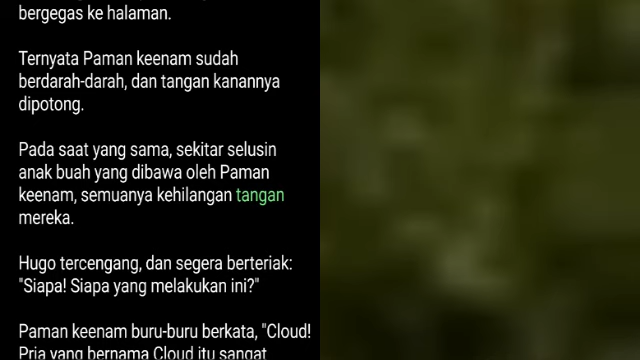 bergegas ke halaman.
Ternyata Paman keenam sudah
berdarah-darah, dan tangan kanannya
dipotong.
Pada saat yang sama, sekitar selusin
anak buah yang dibawa oleh Paman
keenam, semuanya kehilangan tangan
mereka.
Hugo tercengang, dan segera berteriak:
"Siapa! Siapa yang melakukan ini?"
Paman keenam buru-buru berkata, "Cloud!
Pria yang bernama Cloud itu sangat